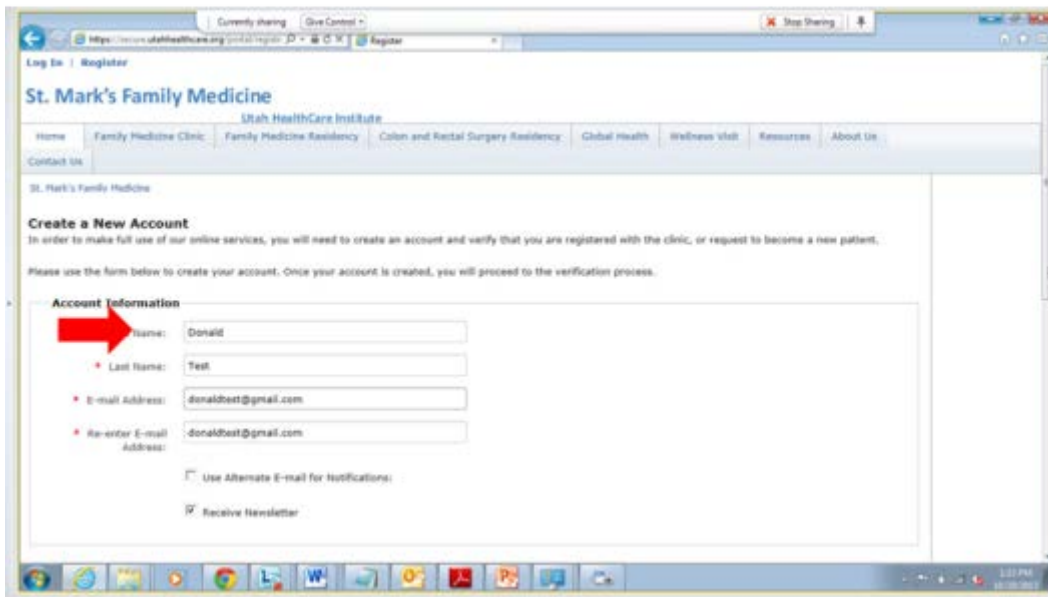 Currently sharing Give Control
Stop Sharing
Register
Log In | Register
St. Mark's Family Medicine
Utah HealthCare Institute
Home Family Medicine Clinic Family Medicine Residency Colon and Rectal Surgery Residency Global Health Wellness Visit Resources About Us
Contact Us
St. Mark's Family Medicine
Create a New Account
In order to make full use of our online services, you will need to create an account and verify that you are registered with the clinic, or request to become a new patient.
Please use the form below to create your account. Once your account is created, you will proceed to the verification process.
Account Information
Name: Donald
* Last Name: Test
* E-mail Address: donaldtest@gmail.com
* Re-enter E-mail donaldtest@gmail.com
Address:
Use Alternate E-mail for Notifications:
Receive Newsletter